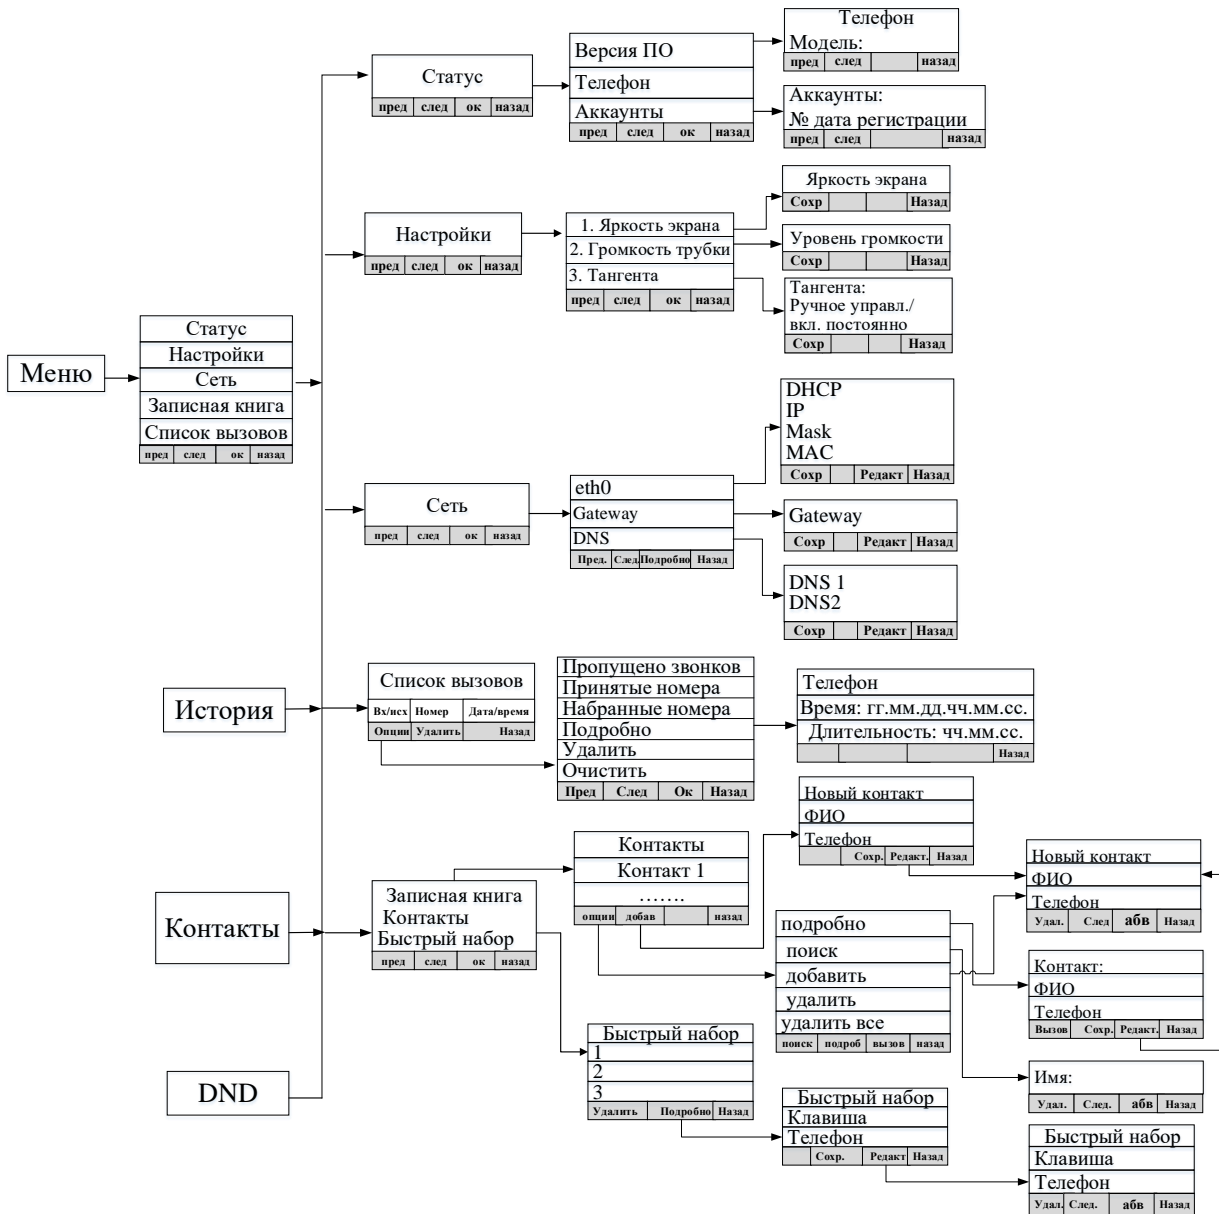 Меню
Статус
Настройки
Сеть
Записная книга
Список вызовов
пред след ок назад
История
Контакты
DND
Статус
пред след ок назад
Версия ПО
Телефон
Аккаунты
пред след ок назад
Телефон
Модель:
пред след назад
Аккаунты:
№ дата регистрации
пред след назад
Настройки
пред след ок назад
1. Яркость экрана
2. Громкость трубки
3. Тангента
пред след ок назад
Яркость экрана
Сохр Назад
Уровень громкости
Сохр Назад
Тангента:
Ручное управл./
вкл. постоянно
Сохр Назад
Сеть
пред след ок назад
eth0
Gateway
DNS
Пред. След. Подробно Назад
DHCP
IP
Mask
MAC
Сохр Редакт Назад
Gateway
Сохр Редакт Назад
DNS 1
DNS2
Сохр Редакт Назад
Список вызовов
Вх/исх Номер Дата/время
Опции Удалить Назад
Пропущено звонков
Принятые номера
Набранные номера
Подробно
Удалить
Очистить
Пред След Ок Назад
Телефон
Время: гг.мм.дд.чч.мм.сс.
Длительность: чч.мм.сс.
Назад
Записная книга
Контакты
Быстрый набор
пред след ок назад
Контакты
Контакт 1
.......
опции добав назад
Новый контакт
ФИО
Телефон
Сохр. Редакт. Назад
Новый контакт
ФИО
Телефон
Удал. След абв Назад
подробно
поиск
добавить
удалить
удалить все
поиск подроб вызов назад
Контакт:
ФИО
Телефон
Вызов Сохр. Редакт. Назад
Имя:
Удал. След. абв Назад
Быстрый набор
1
2
3
Удалить Подробно Назад
Быстрый набор
Клавиша
Телефон
Сохр. Редакт Назад
Быстрый набор
Клавиша
Телефон
Удал. След. абв Назад